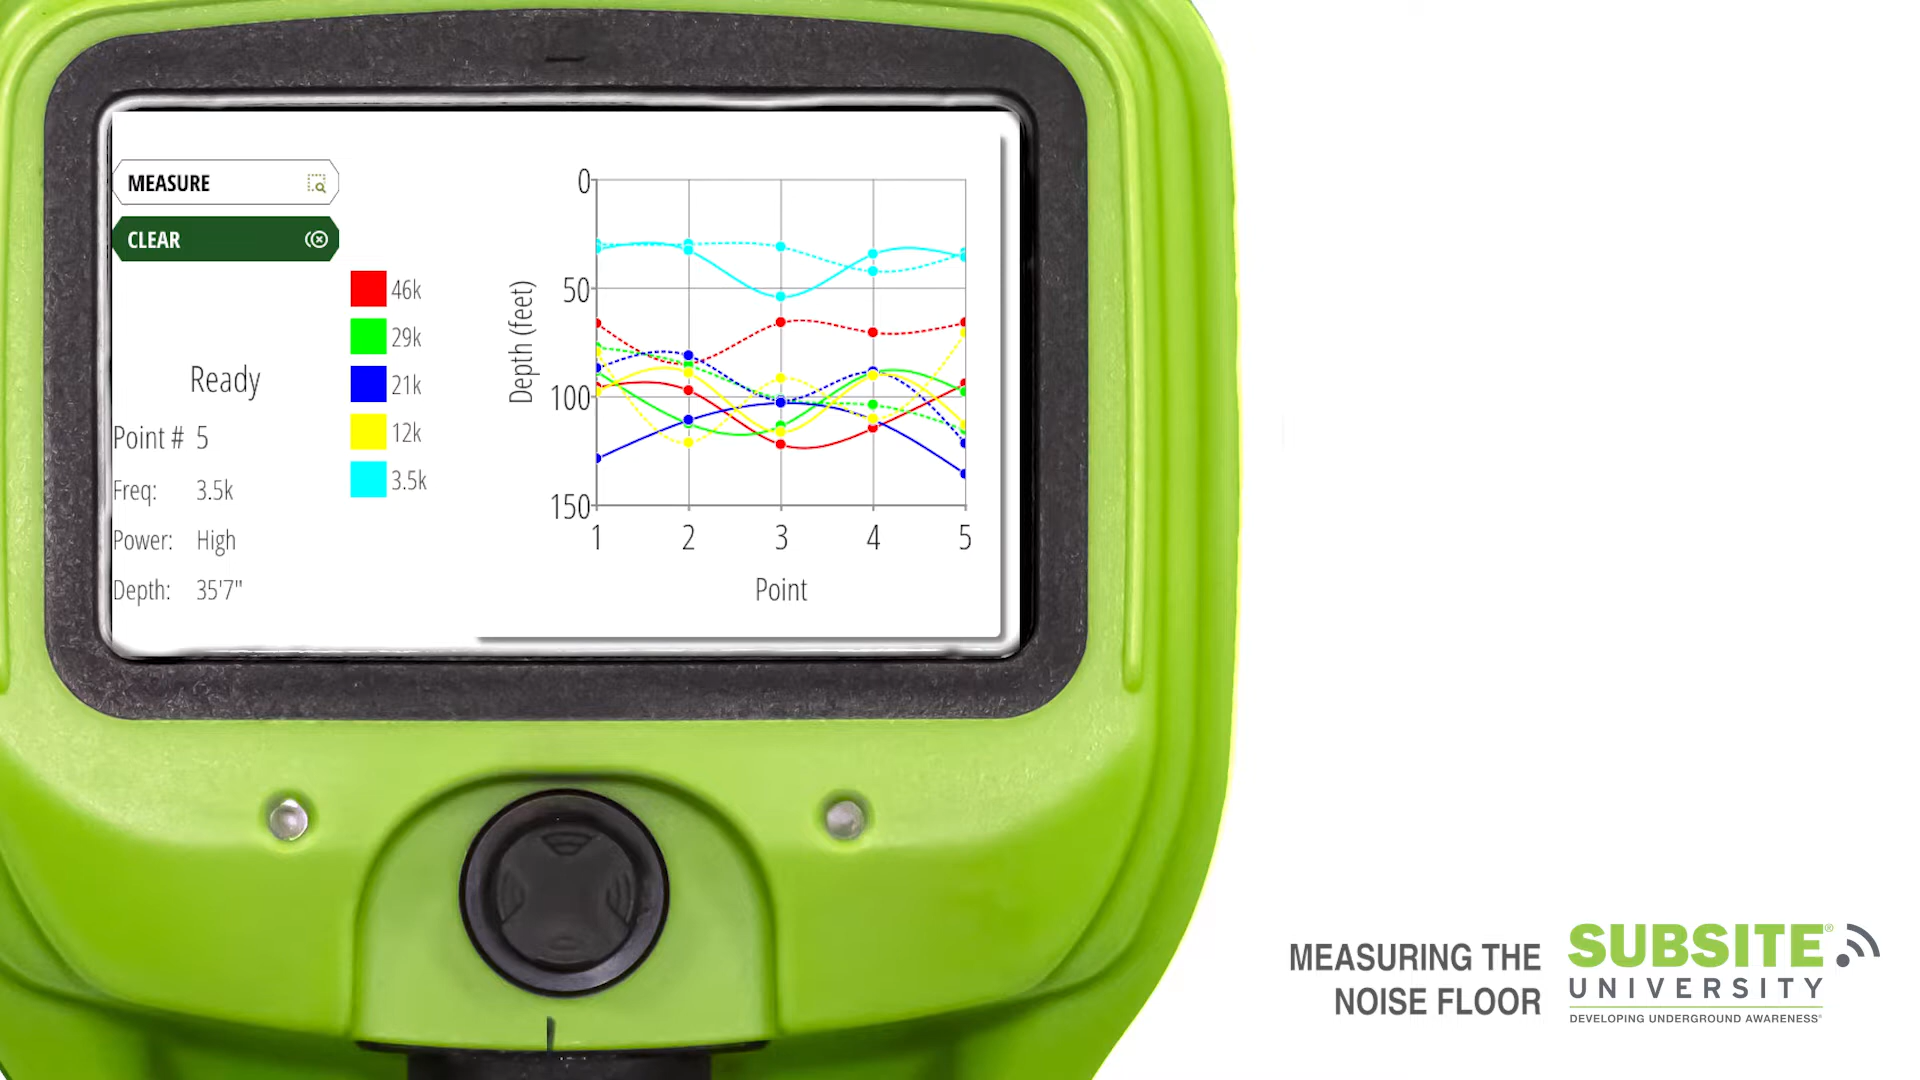 MEASURE
CLEAR
Ready
Point # 5
Freq: 3.5k
Power: High
Depth: 35'7"
46k
29k
21k
12k
3.5k
Depth (feet)
0
50
100
150
1 2 3 4 5
Point
MEASURING THE
NOISE FLOOR
SUBSITE®
UNIVERSITY
DEVELOPING UNDERGROUND AWARENESS®